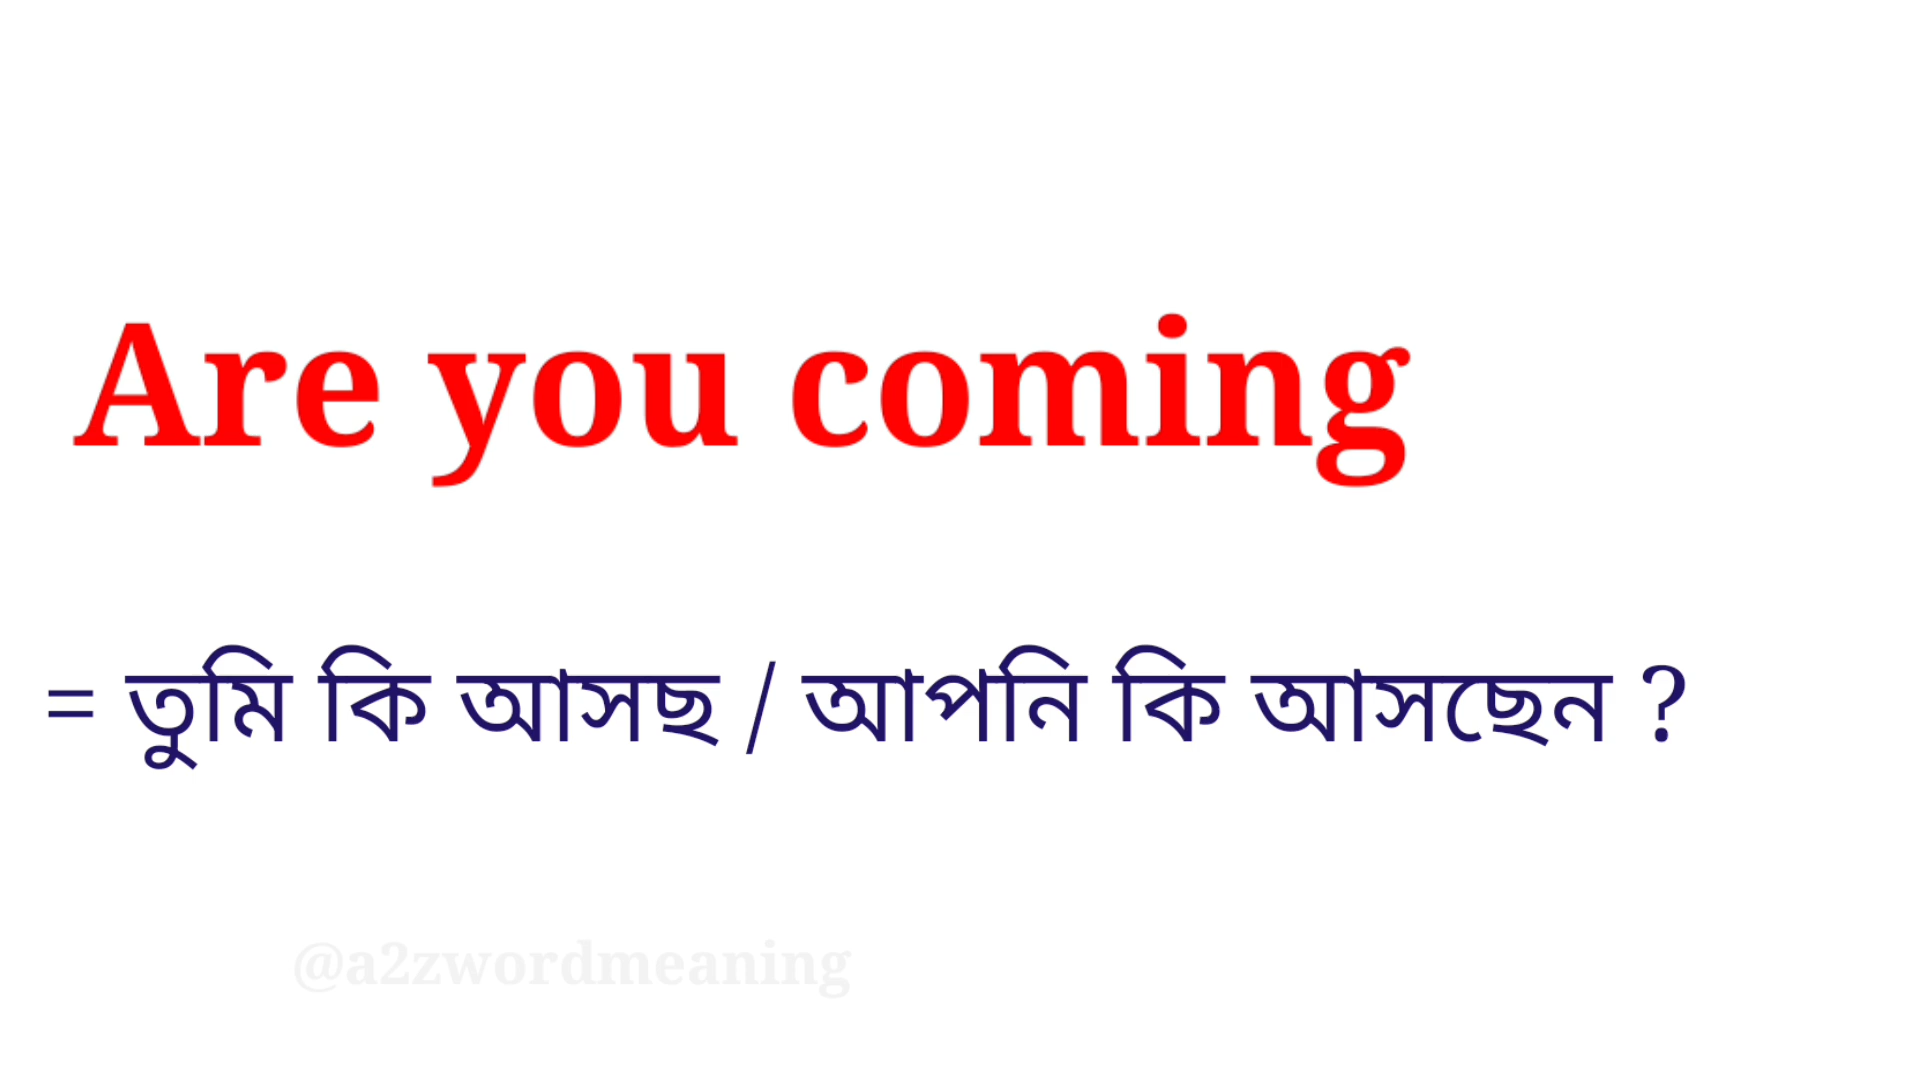 Are you coming
= তুমি কি আসছ / আপনি কি আসছেন ?
@a2zwordmeaning